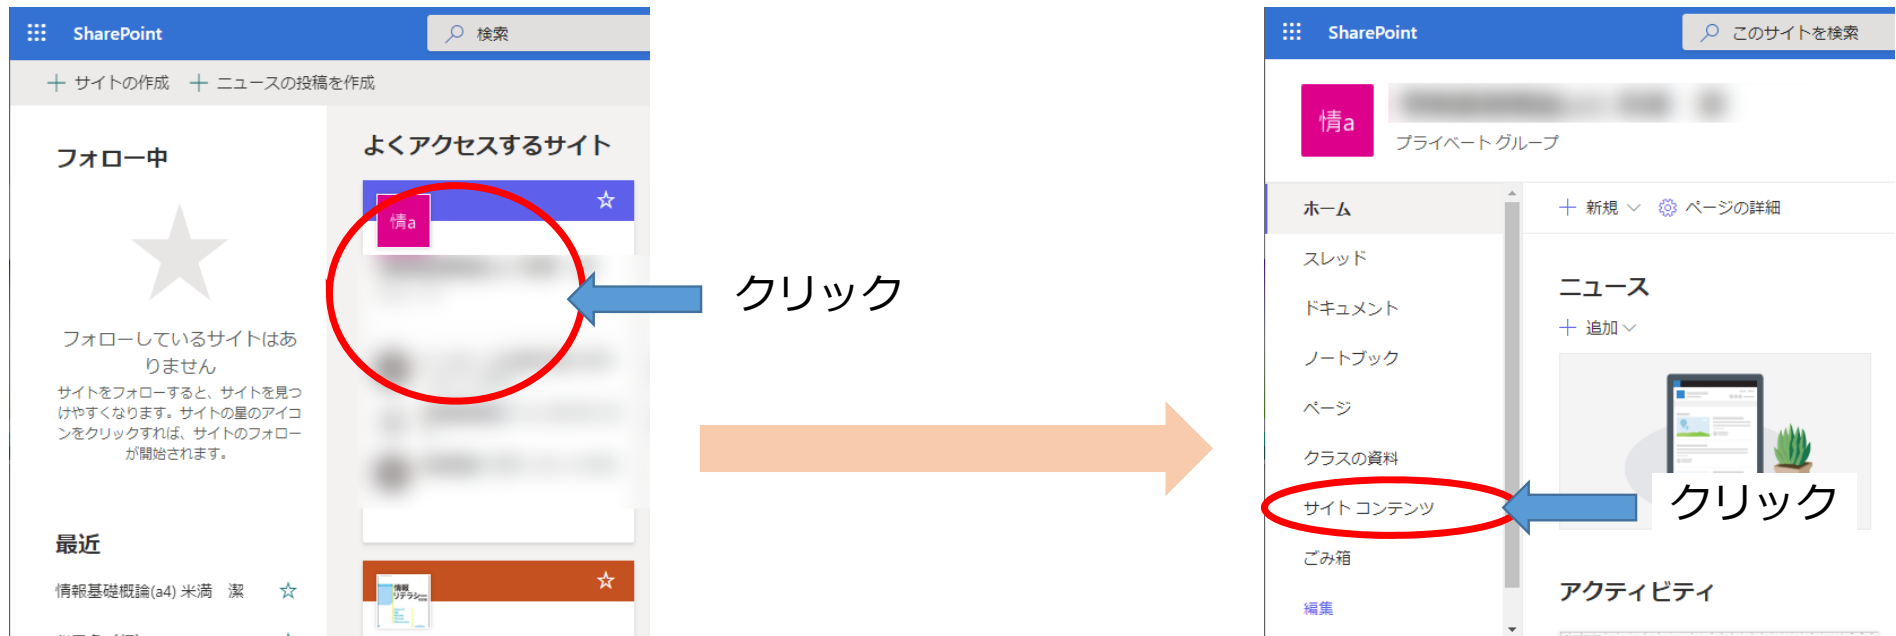 SharePoint
検索
サイトの作成 ニュースの投稿を作成
フォロー中
フォローしているサイトはあ
りません
サイトをフォローすると、サイトを見つ
けやすくなります。サイトの星のアイコ
ンをクリックすれば、サイトのフォロー
が開始されます。
最近
情報基礎概論(a4) 米満 潔
よくアクセスするサイト
情a
情報
リテラシー
クリック
SharePoint
このサイトを検索
情a
プライベート グループ
ホーム
スレッド
ドキュメント
ノートブック
ページ
クラスの資料
サイト コンテンツ
ごみ箱
編集
新規 ページの詳細
ニュース
追加
クリック
アクティビティ